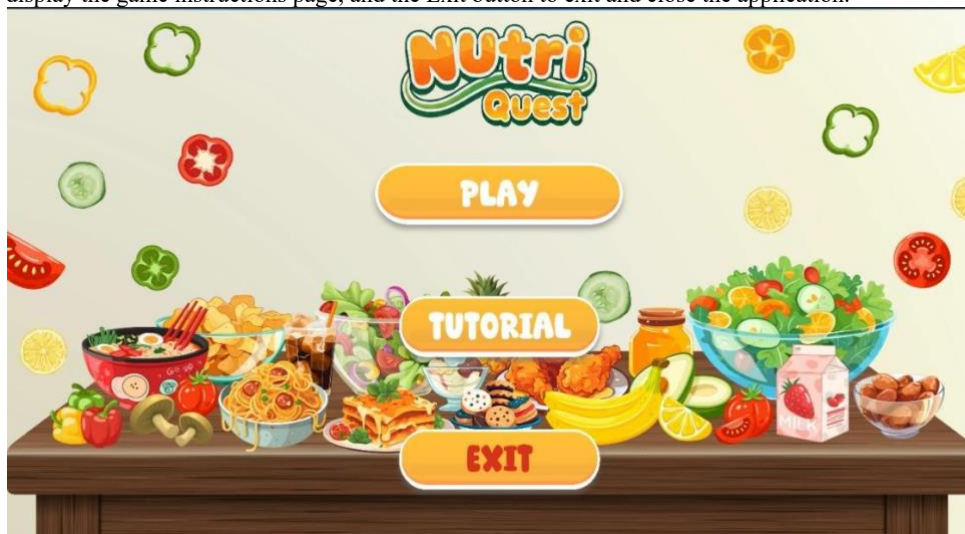 display the game instructions page, and the Exit button to exit and close the application.
Nutri
Quest
PLAY
TUTORIAL
EXIT
MILK